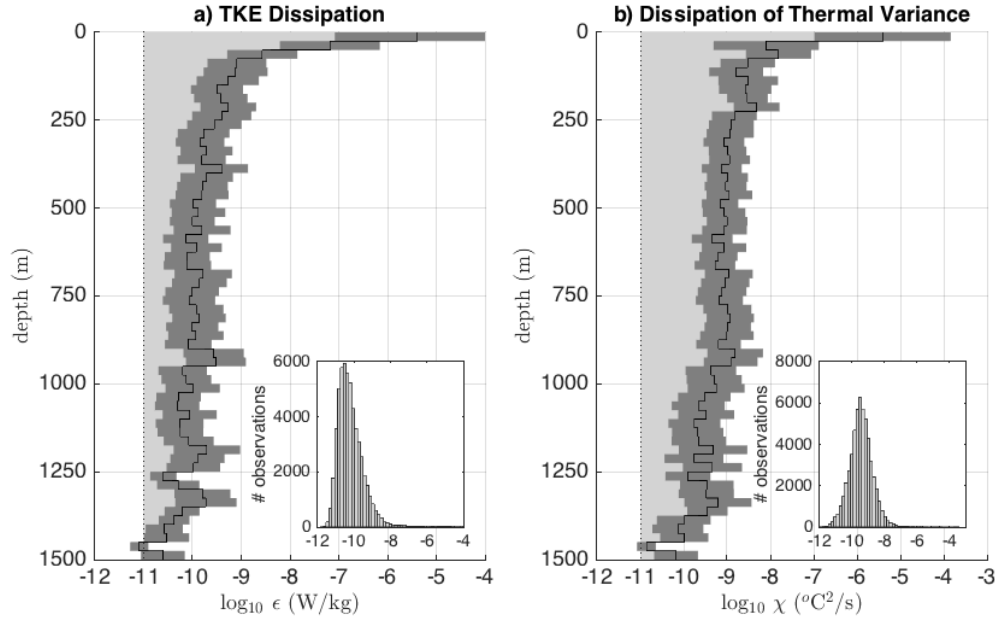 a) TKE Dissipation
0
250
500
750
1000
1250
1500
depth (m)
-12 -11 -10 -9 -8 -7 -6 -5 -4
log₁₀ ϵ (W/kg)
6000
4000
2000
0
# observations
-12 -10 -8 -6 -4
b) Dissipation of Thermal Variance
0
250
500
750
1000
1250
1500
depth (m)
-12 -11 -10 -9 -8 -7 -6 -5 -4 -3
log₁₀ χ (°C²/s)
8000
6000
4000
2000
0
# observations
-12 -10 -8 -6 -4